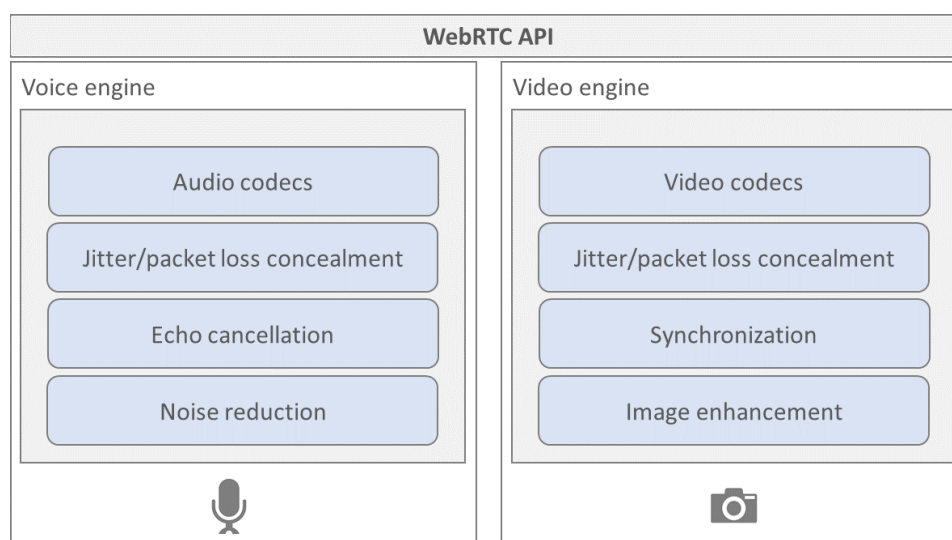 WebRTC API
Voice engine
Audio codecs
Jitter/packet loss concealment
Echo cancellation
Noise reduction
Video engine
Video codecs
Jitter/packet loss concealment
Synchronization
Image enhancement